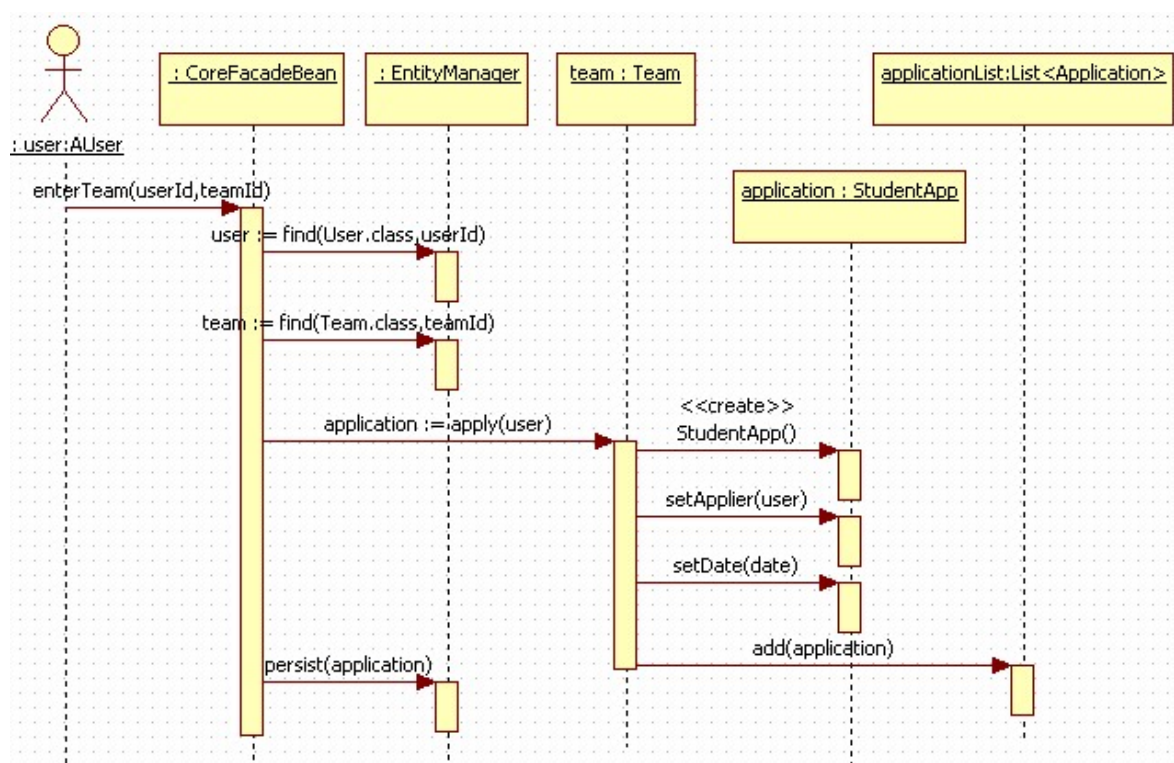 : CoreFacadeBean
: EntityManager
team : Team
applicationList:List<Application>
: user:AUser
enterTeam(userId,teamId)
application : StudentApp
user := find(User.class,userId)
team := find(Team.class,teamId)
<<create>>
application := apply(user)
StudentApp()
setApplier(user)
setDate(date)
add(application)
persist(application)